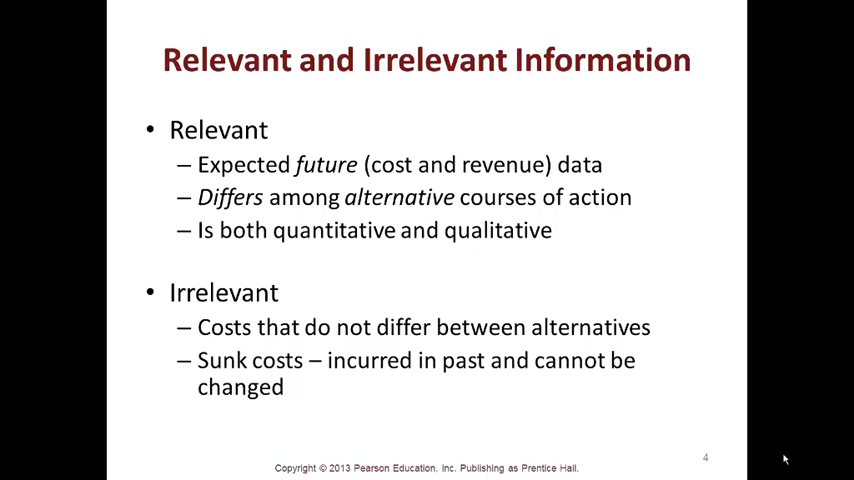 Relevant and Irrelevant Information
• Relevant
– Expected future (cost and revenue) data
– Differs among alternative courses of action
– Is both quantitative and qualitative
• Irrelevant
– Costs that do not differ between alternatives
– Sunk costs – incurred in past and cannot be
changed
4
Copyright © 2013 Pearson Education. Inc. Publishing as Prentice Hall.